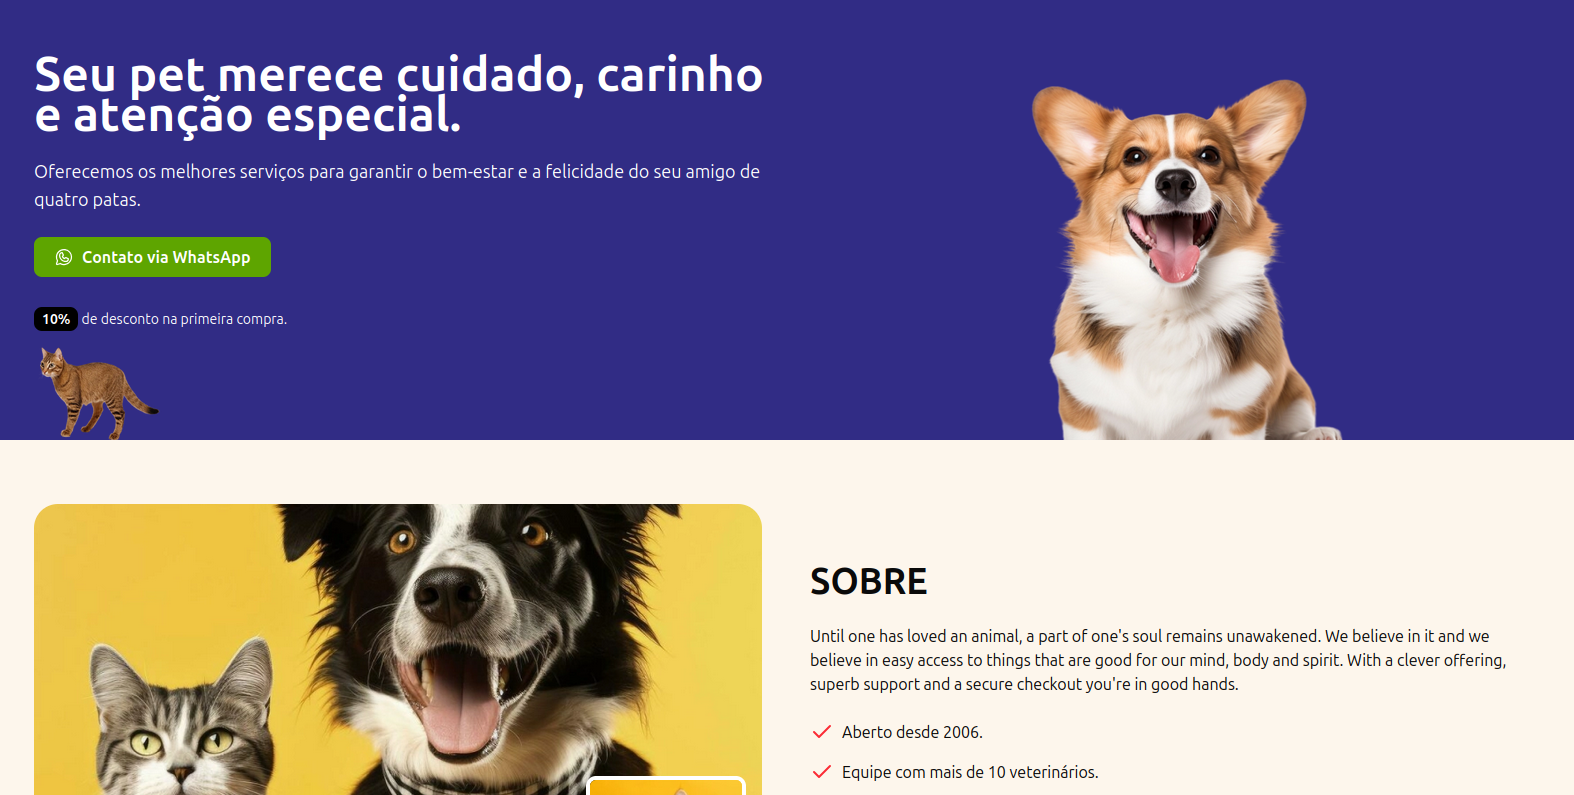 Seu pet merece cuidado, carinho
e atenção especial.
Oferecemos os melhores serviços para garantir o bem-estar e a felicidade do seu amigo de
quatro patas.
Contato via WhatsApp
10% de desconto na primeira compra.
SOBRE
Until one has loved an animal, a part of one's soul remains unawakened. We believe in it and we
believe in easy access to things that are good for our mind, body and spirit. With a clever offering,
superb support and a secure checkout you're in good hands.
Aberto desde 2006.
Equipe com mais de 10 veterinários.